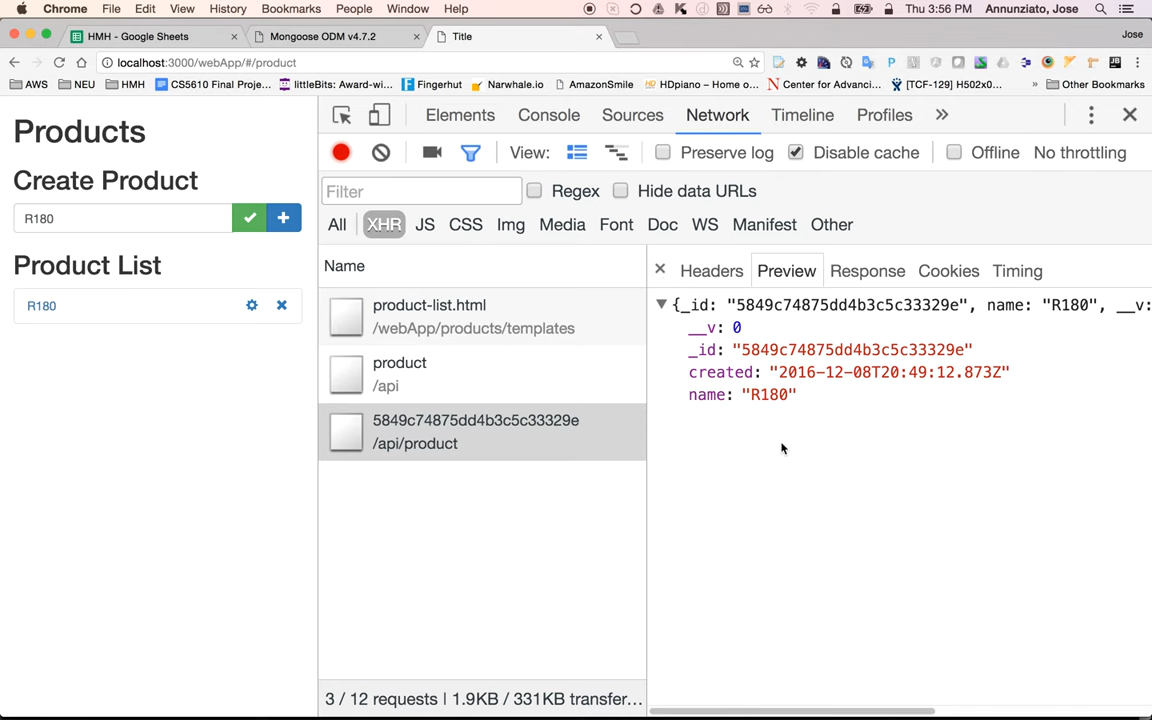 Chrome File Edit View History Bookmarks People Window Help Thu 3:56 PM Annunziato, Jose
HMH - Google Sheets Mongoose ODM v4.7.2 Title Jose
localhost:3000/webApp/#/product
AWS NEU HMH CS5610 Final Proje... littleBits: Award-wi... Fingerhut Narwhale.io AmazonSmile HDpiano – Home o... Center for Advanci... [TCF-129] H502x0... » Other Bookmarks
Products
Create Product
R180
Product List
R180
Elements Console Sources Network Timeline Profiles »
View: Preserve log Disable cache Offline No throttling
Filter Regex Hide data URLs
All XHR JS CSS Img Media Font Doc WS Manifest Other
Name
product-list.html
/webApp/products/templates
product
/api
5849c74875dd4b3c5c33329e
/api/product
3 / 12 requests | 1.9KB / 331KB transfer...
Headers Preview Response Cookies Timing
{_id: "5849c74875dd4b3c5c33329e", name: "R180", __v:
__v: 0
_id: "5849c74875dd4b3c5c33329e"
created: "2016-12-08T20:49:12.873Z"
name: "R180"